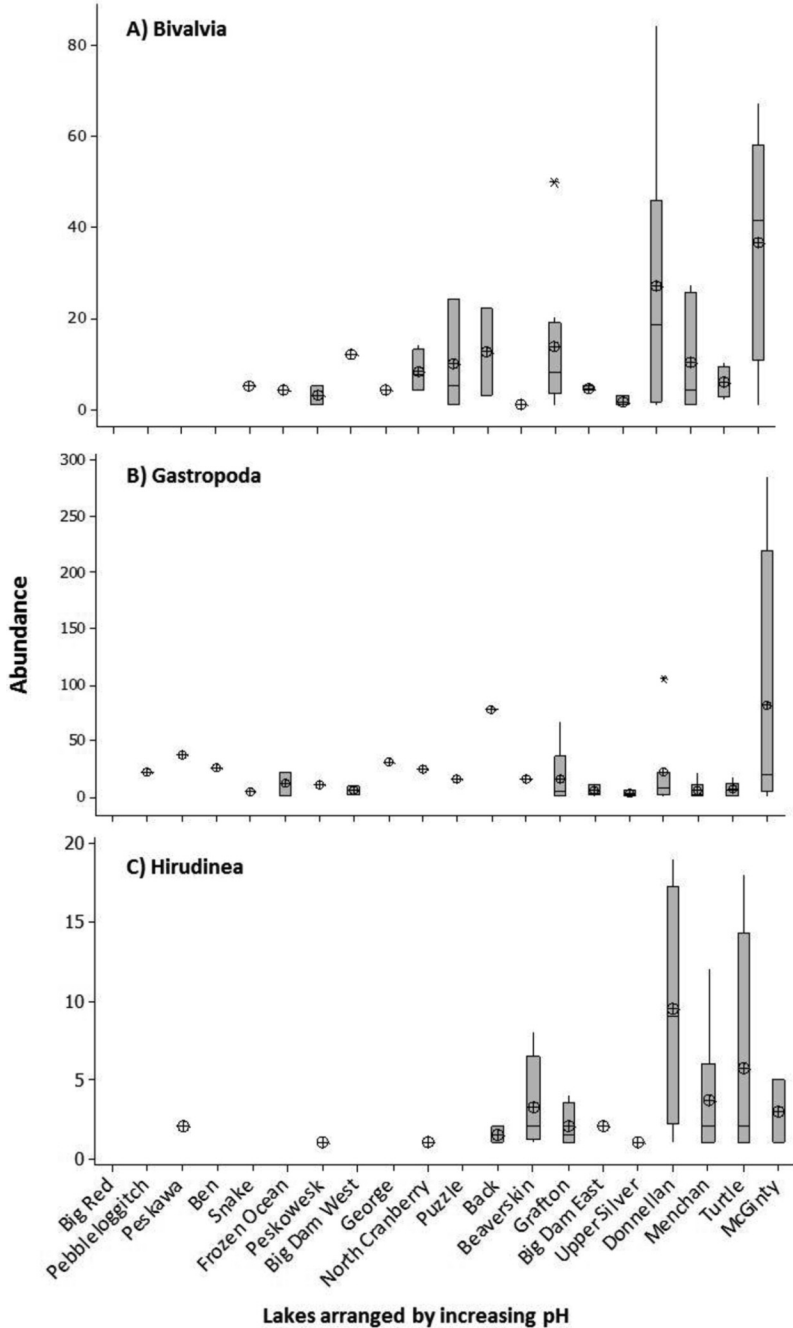 A) Bivalvia
80
60
40
20
0
B) Gastropoda
300
250
200
150
100
50
0
Abundance
C) Hirudinea
20
15
10
5
0
Big Red
Pebbleloggitch
Peskawa
Ben
Snake
Frozen Ocean
Peskowesk
Big Dam West
George
North Cranberry
Puzzle
Back
Beaverskin
Grafton
Big Dam East
Upper Silver
Donnellan
Menchan
Turtle
McGinty
Lakes arranged by increasing pH